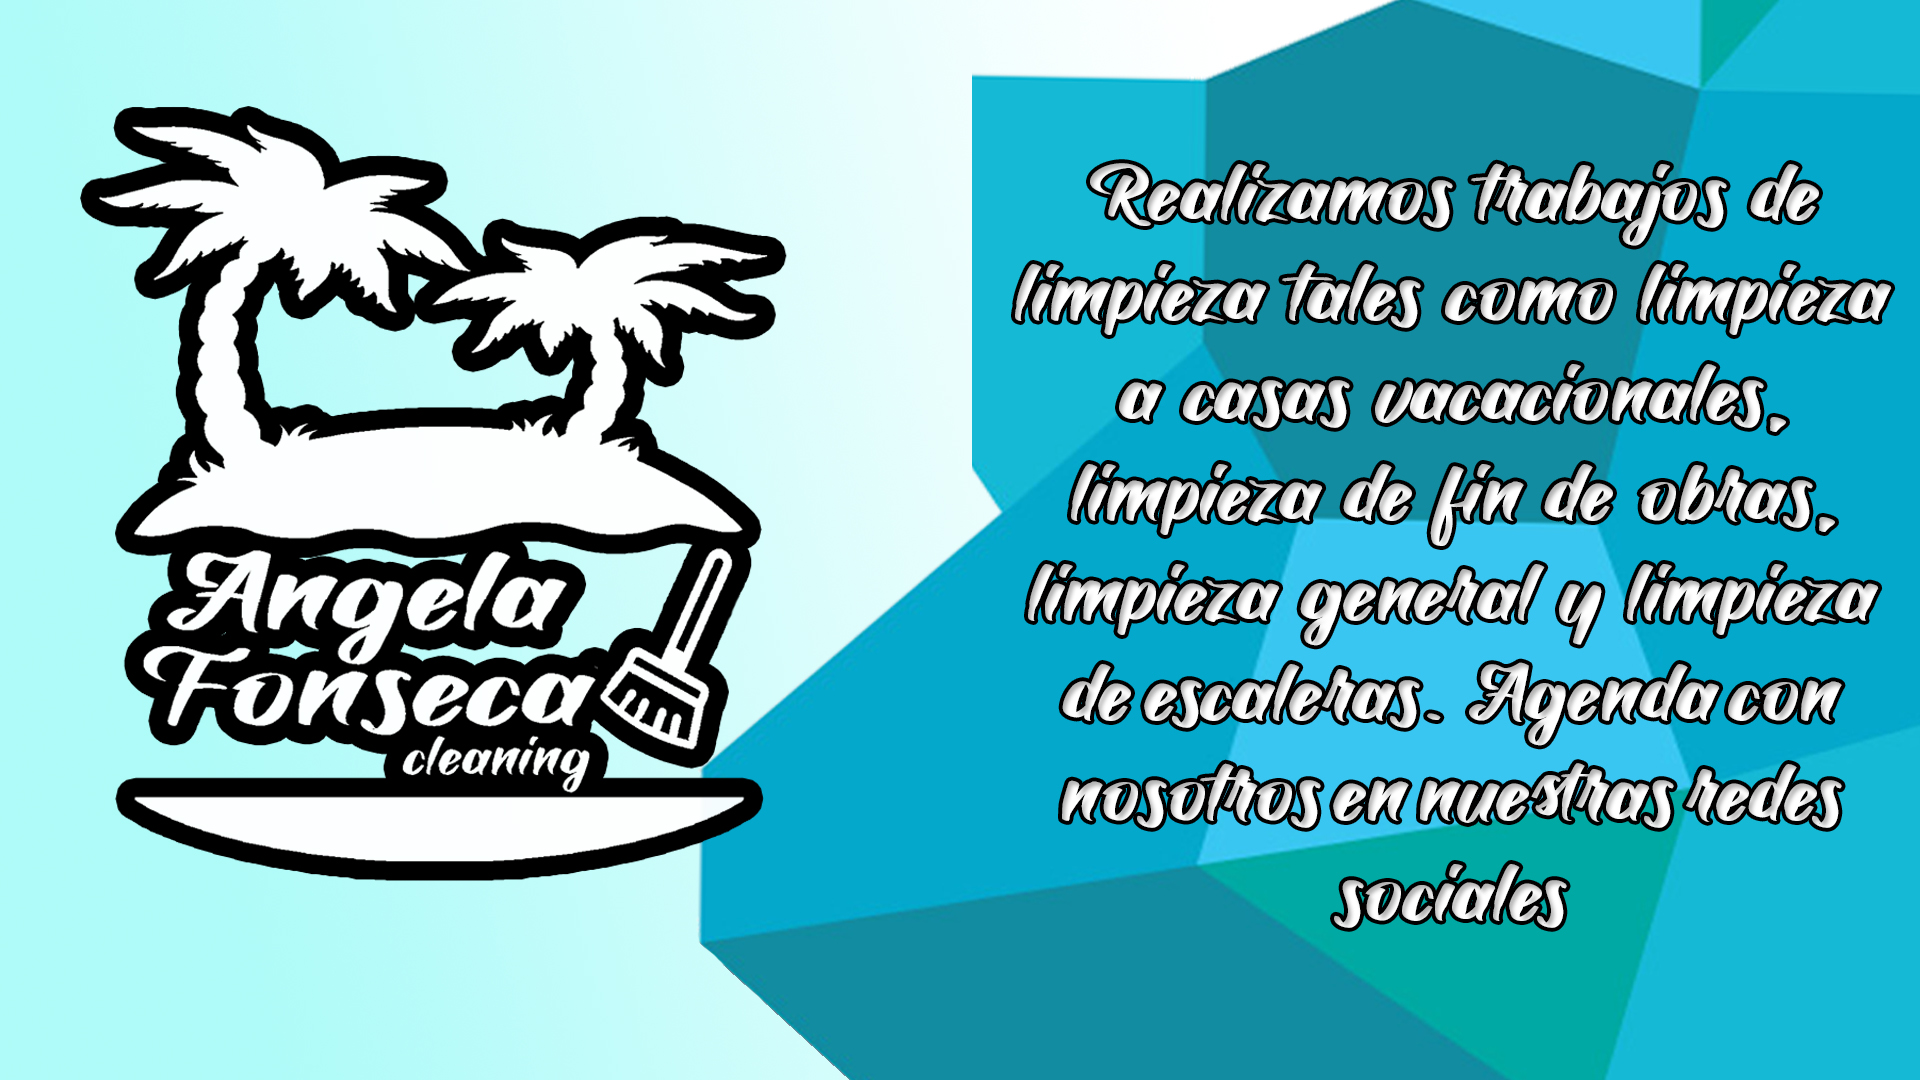 Angela
Fonseca
cleaning
Realizamos trabajos de
limpieza tales como limpieza
a casas vacacionales,
limpieza de fin de obras,
limpieza general y limpieza
de escaleras. Agenda con
nosotros en nuestras redes
sociales